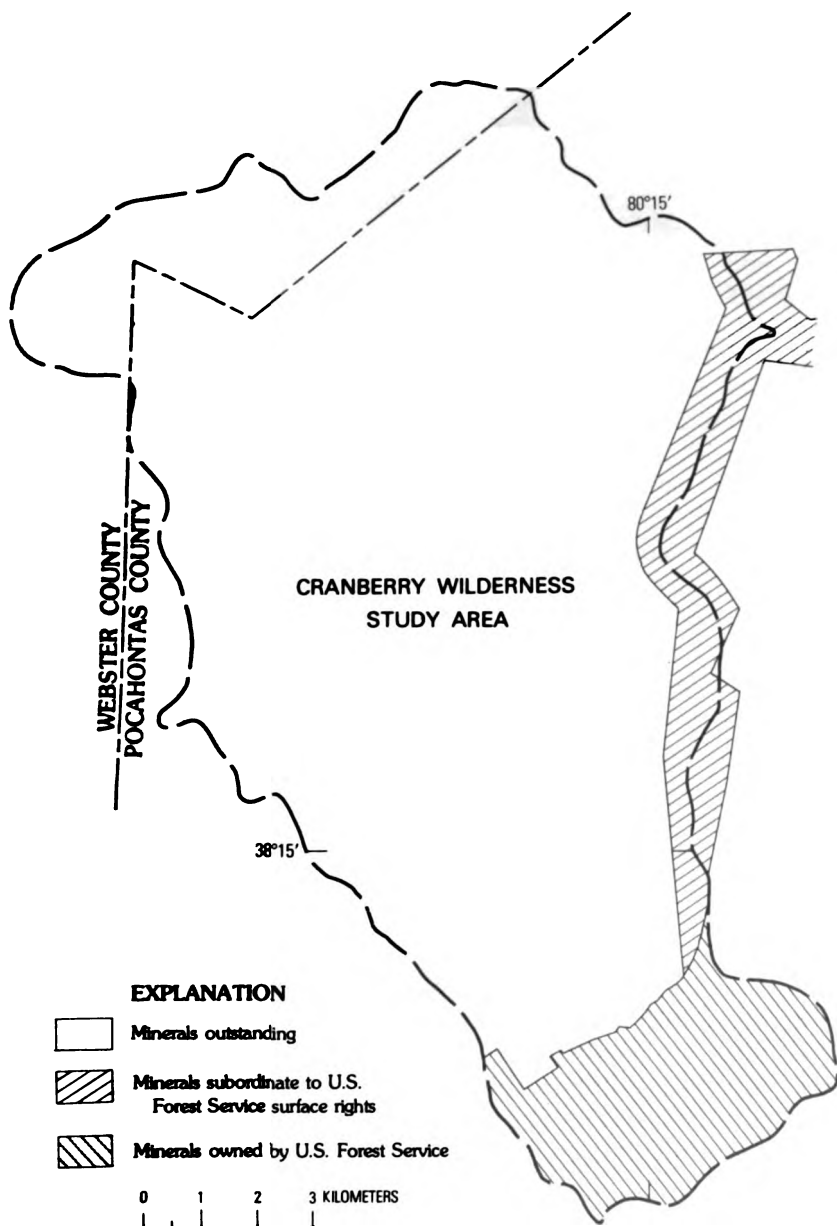 80°15'
WEBSTER COUNTY
POCAHONTAS COUNTY
CRANBERRY WILDERNESS
STUDY AREA
38°15'
EXPLANATION
Minerals outstanding
Minerals subordinate to U.S.
Forest Service surface rights
Minerals owned by U.S. Forest Service
0 1 2 3 KILOMETERS